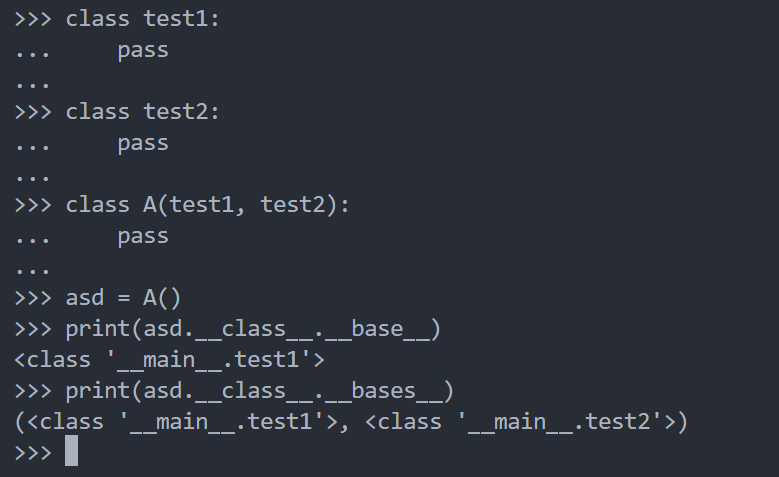 >>> class test1:
...     pass
...
>>> class test2:
...     pass
...
>>> class A(test1, test2):
...     pass
...
>>> asd = A()
>>> print(asd.__class__.__base__)
<class '__main__.test1'>
>>> print(asd.__class__.__bases__)
(<class '__main__.test1'>, <class '__main__.test2'>)
>>>